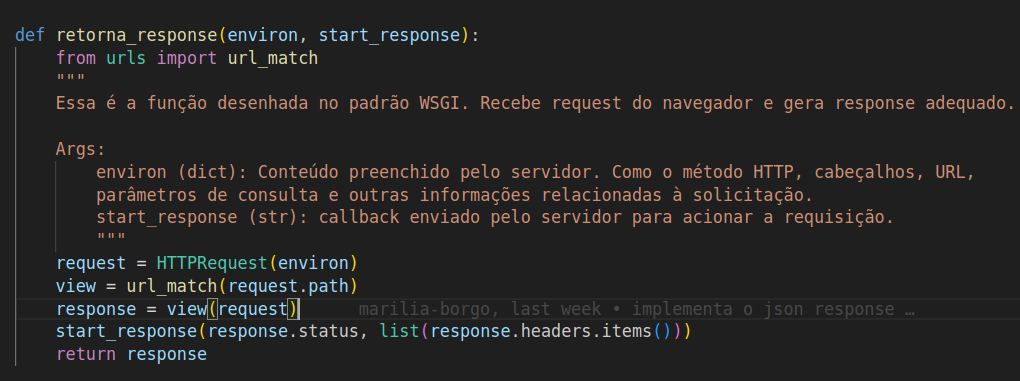 def retorna_response(environ, start_response):
    from urls import url_match
    """
    Essa é a função desenhada no padrão WSGI. Recebe request do navegador e gera response adequado.

    Args:
        environ (dict): Conteúdo preenchido pelo servidor. Como o método HTTP, cabeçalhos, URL,
        parâmetros de consulta e outras informações relacionadas à solicitação.
        start_response (str): callback enviado pelo servidor para acionar a requisição.
        """
    request = HTTPRequest(environ)
    view = url_match(request.path)
    response = view(request)      marilia-borgo, last week • implementa o json response …
    start_response(response.status, list(response.headers.items()))
    return response